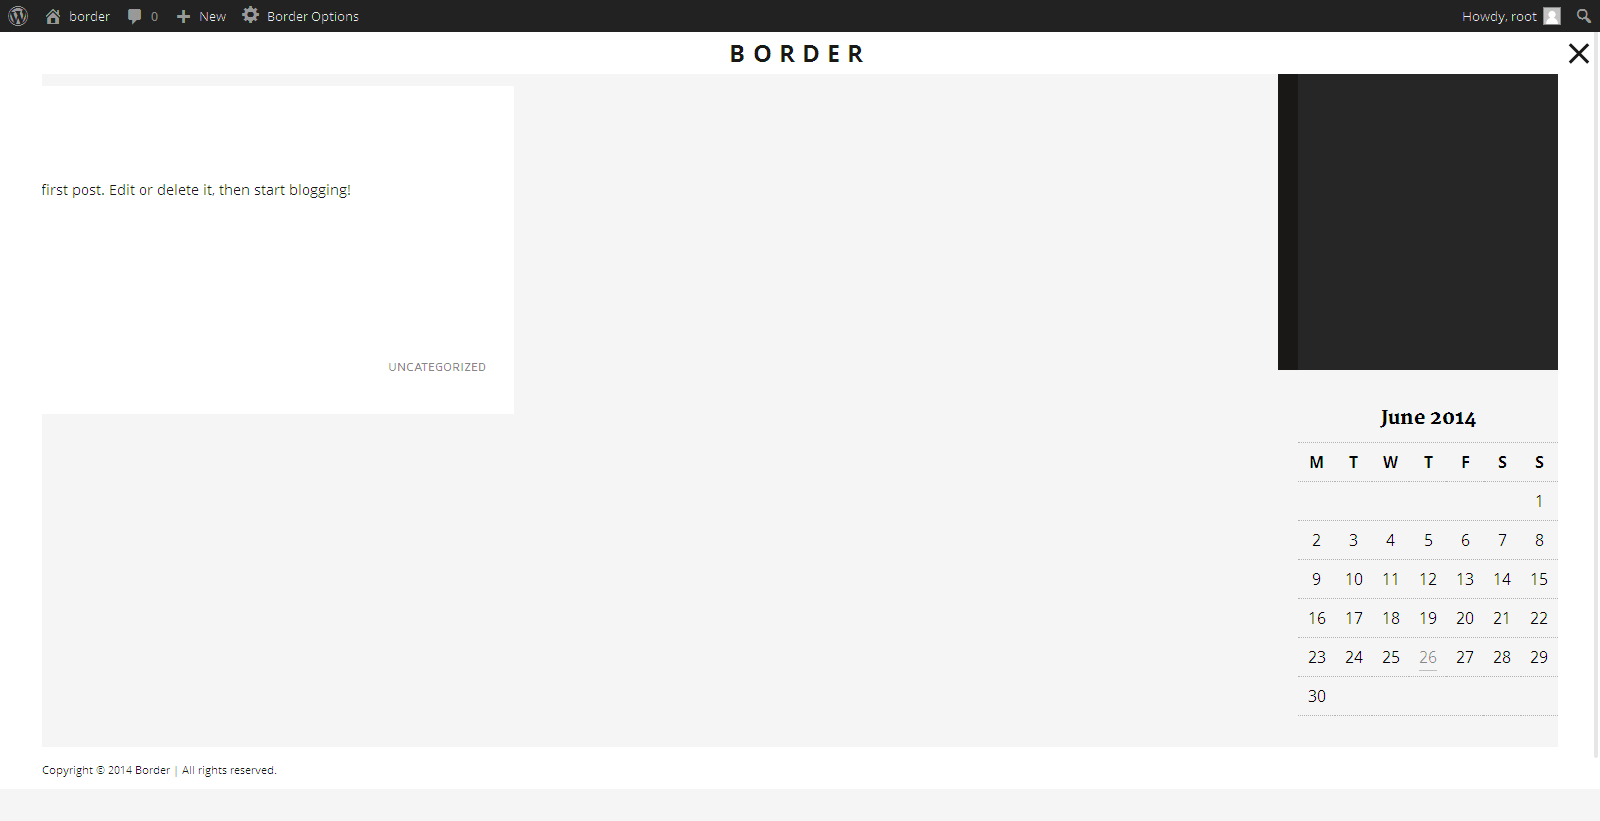 border 0 New Border Options Howdy, root
BORDER
first post. Edit or delete it, then start blogging!
UNCATEGORIZED
June 2014
M T W T F S S
1
2 3 4 5 6 7 8
9 10 11 12 13 14 15
16 17 18 19 20 21 22
23 24 25 26 27 28 29
30
Copyright © 2014 Border | All rights reserved.